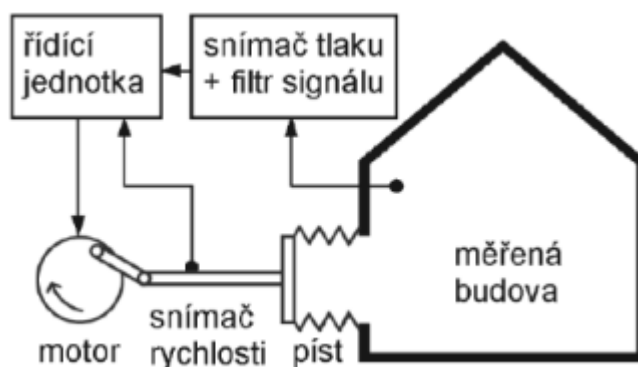 řídící
jednotka
snímač tlaku
+ filtr signálu
měřená
budova
snímač
rychlosti
motor
píst